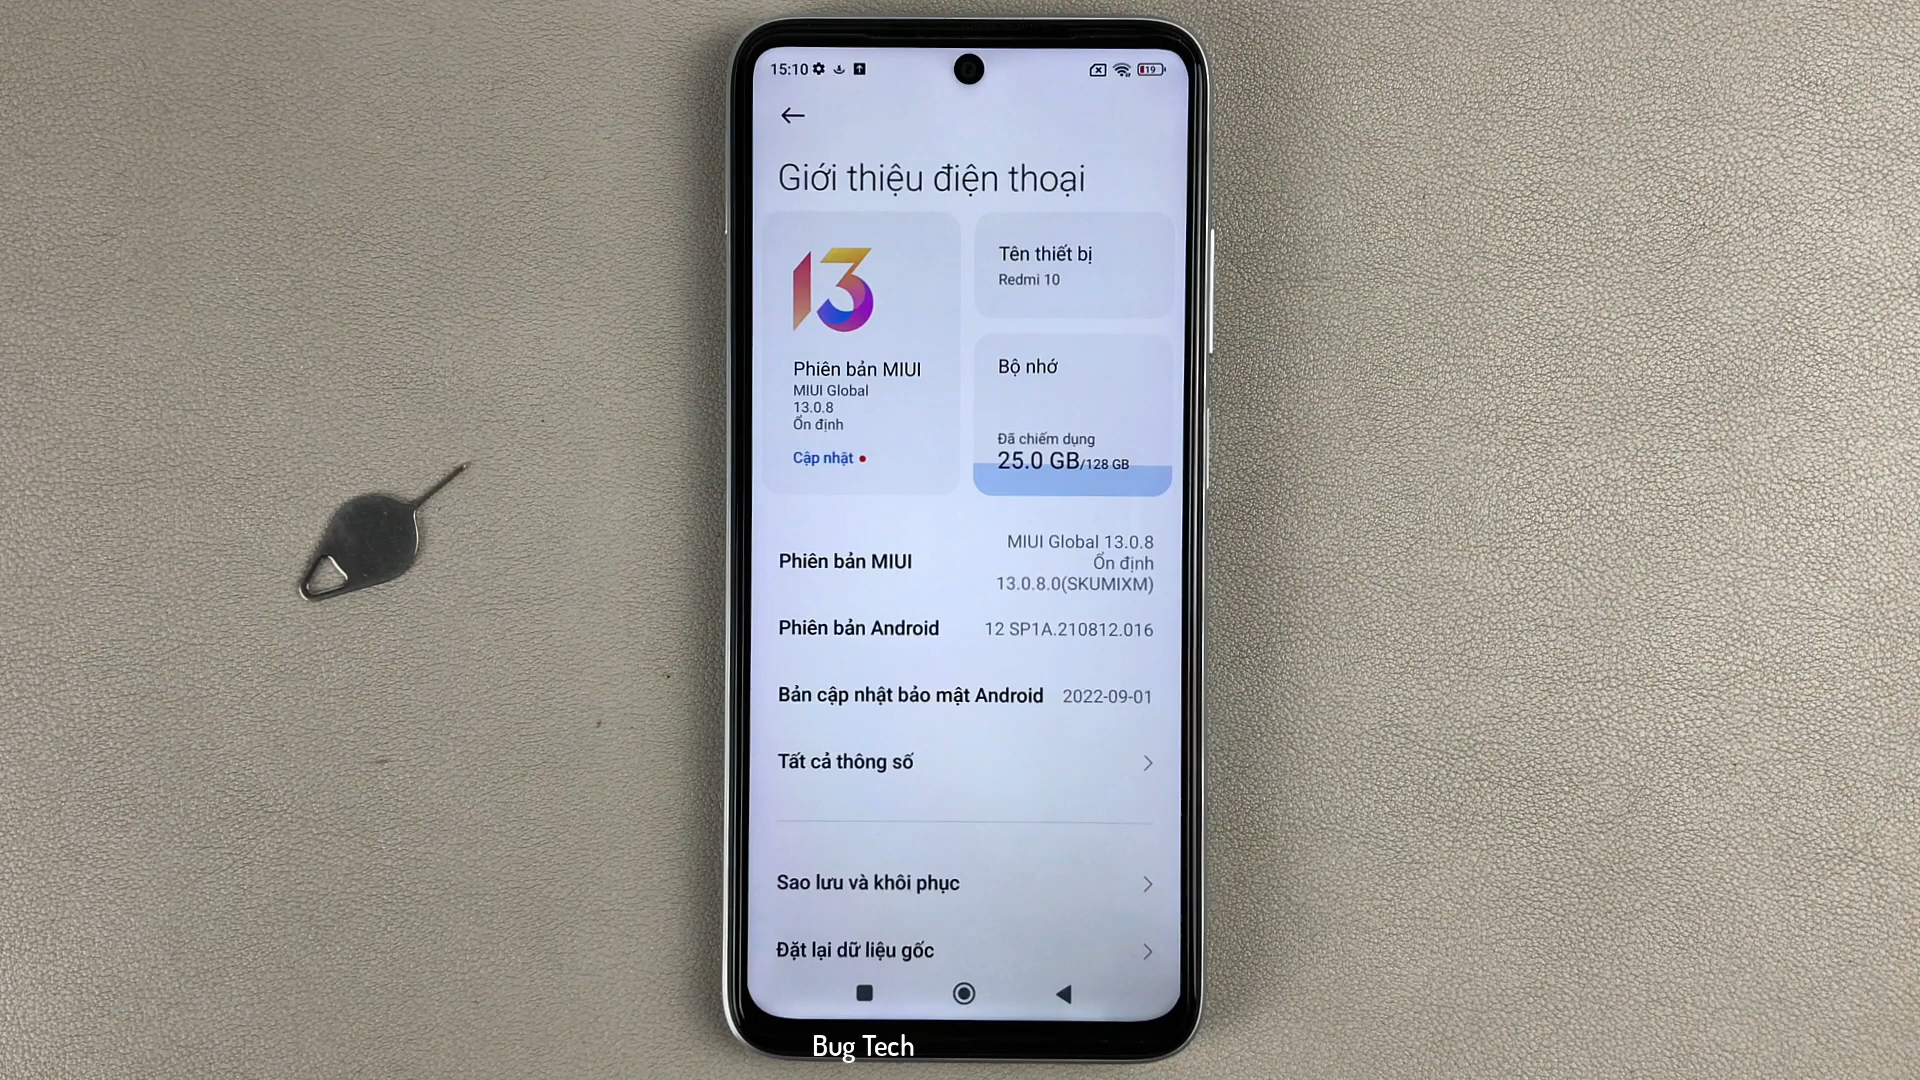 15:10
19
Giới thiệu điện thoại
13
Phiên bản MIUI
MIUI Global
13.0.8
Ổn định
Cập nhật
Tên thiết bị
Redmi 10
Bộ nhớ
Đã chiếm dụng
25.0 GB/128 GB
Phiên bản MIUI
MIUI Global 13.0.8
Ổn định
13.0.8.0(SKUMIXM)
Phiên bản Android
12 SP1A.210812.016
Bản cập nhật bảo mật Android
2022-09-01
Tất cả thông số
Sao lưu và khôi phục
Đặt lại dữ liệu gốc
Bug Tech